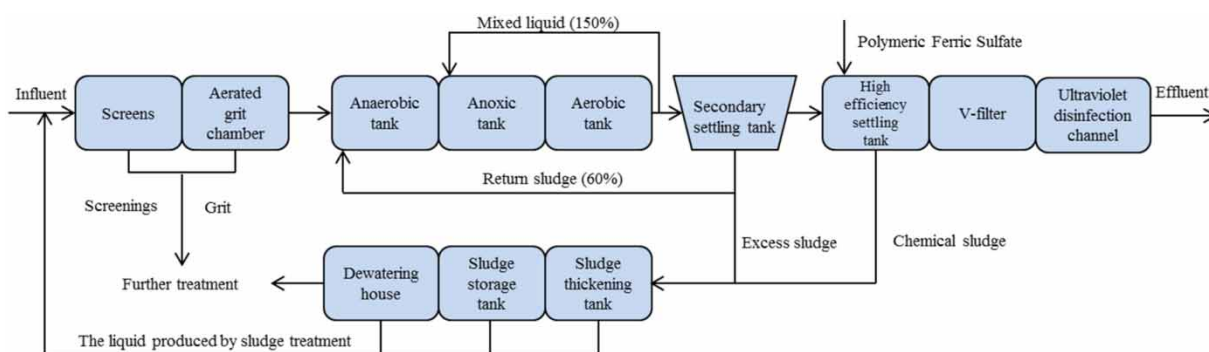 Mixed liquid (150%)
Polymeric Ferric Sulfate
Influent
Screens
Aerated
grit
chamber
Anaerobic
tank
Anoxic
tank
Aerobic
tank
Secondary
settling tank
High
efficiency
settling
tank
V-filter
Ultraviolet
disinfection
channel
Effluent
Return sludge (60%)
Screenings
Grit
Excess sludge
Chemical sludge
Further treatment
Dewatering
house
Sludge
storage
tank
Sludge
thickening
tank
The liquid produced by sludge treatment